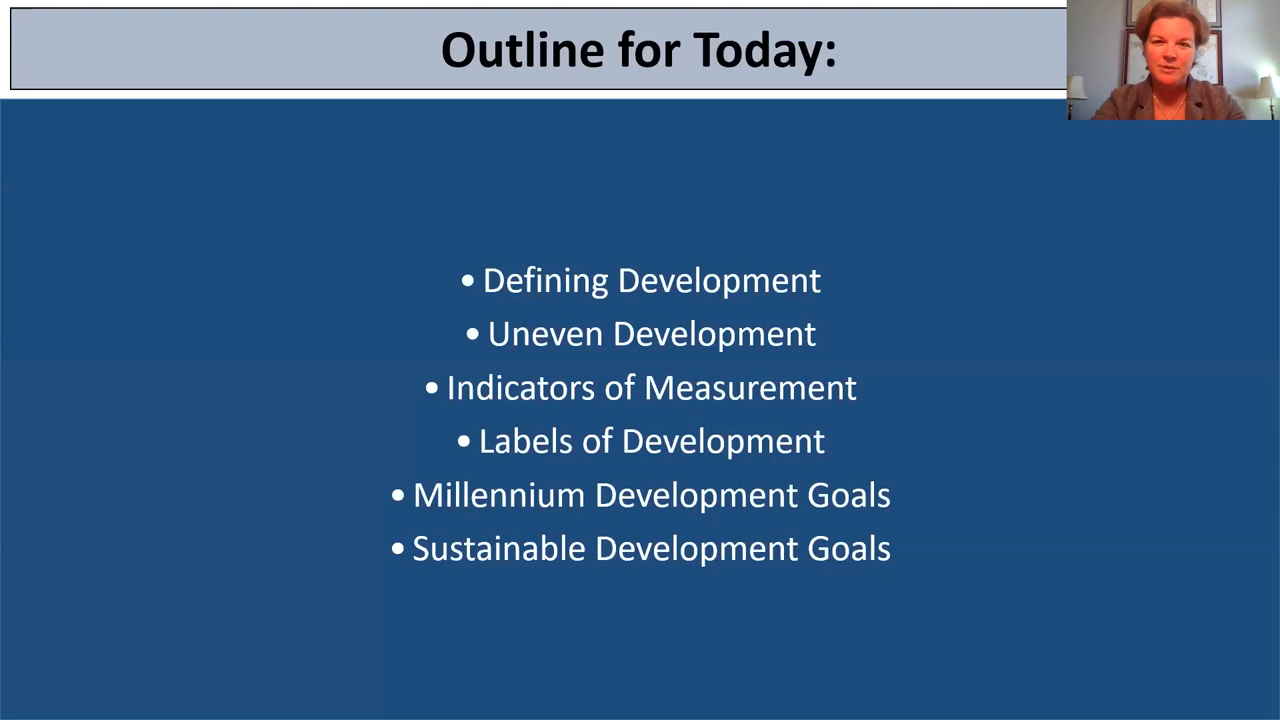 Outline for Today:
• Defining Development
• Uneven Development
• Indicators of Measurement
• Labels of Development
• Millennium Development Goals
• Sustainable Development Goals